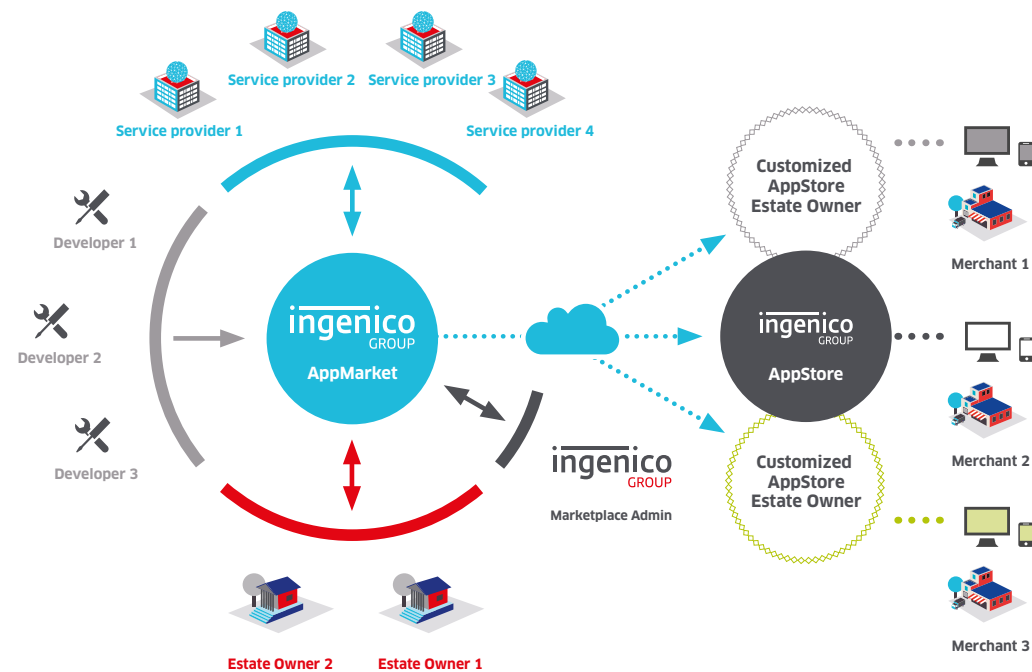 Service provider 2
Service provider 3
Service provider 1
Service provider 4
Developer 1
Developer 2
Developer 3
ingenico
GROUP
AppMarket
ingenico
GROUP
Marketplace Admin
Estate Owner 2
Estate Owner 1
Customized
AppStore
Estate Owner
ingenico
GROUP
AppStore
Customized
AppStore
Estate Owner
Merchant 1
Merchant 2
Merchant 3